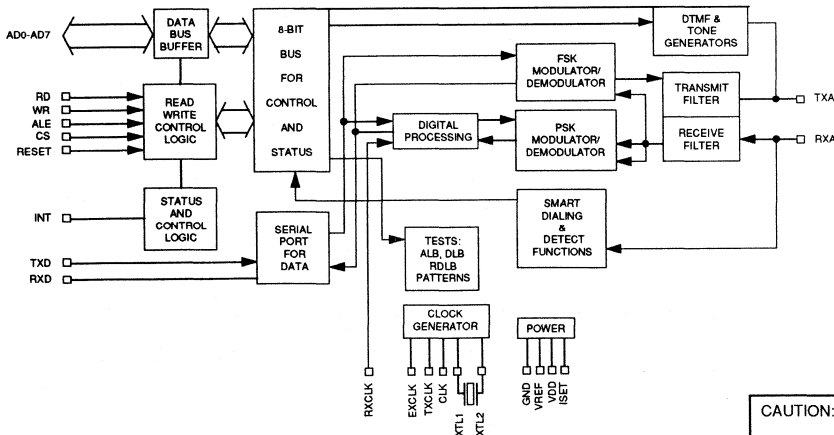 DATA
BUS
BUFFER
AD0-AD7
8-BIT
BUS
FOR
CONTROL
AND
STATUS
DTMF &
TONE
GENERATORS
FSK
MODULATOR/
DEMODULATOR
TRANSMIT
FILTER
TXA
RD
WR
ALE
CS
RESET
READ
WRITE
CONTROL
LOGIC
DIGITAL
PROCESSING
PSK
MODULATOR/
DEMODULATOR
RECEIVE
FILTER
RXA
INT
STATUS
AND
CONTROL
LOGIC
SMART
DIALING
&
DETECT
FUNCTIONS
TXD
RXD
SERIAL
PORT
FOR
DATA
TESTS:
ALB, DLB
RDLB
PATTERNS
CLOCK
GENERATOR
POWER
RXCLK
EXCLK
TXCLK
CLK
XTL1
XTL2
GND
VREF
VDD
ISET
CAUTION: